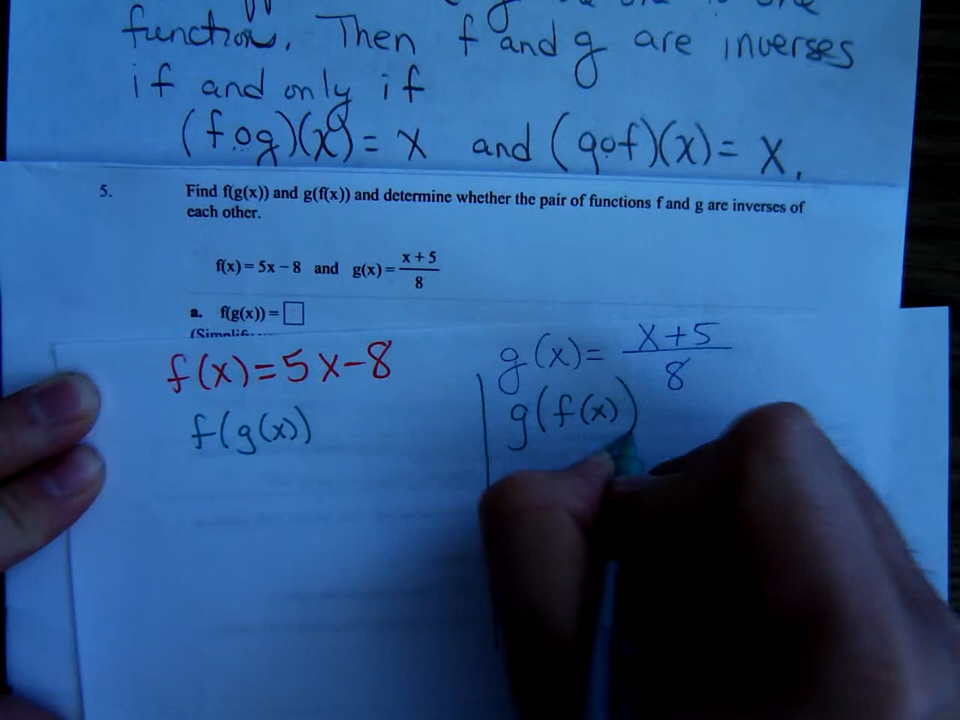 function. Then f and g are inverses
if and only if
(f∘g)(x) = x and (g∘f)(x) = x.
5. Find f(g(x)) and g(f(x)) and determine whether the pair of functions f and g are inverses of
each other.
f(x) = 5x – 8 and g(x) = x + 5 / 8
a. f(g(x)) = □
f(x) = 5x – 8
g(x) = x + 5 / 8
f(g(x))
g(f(x))